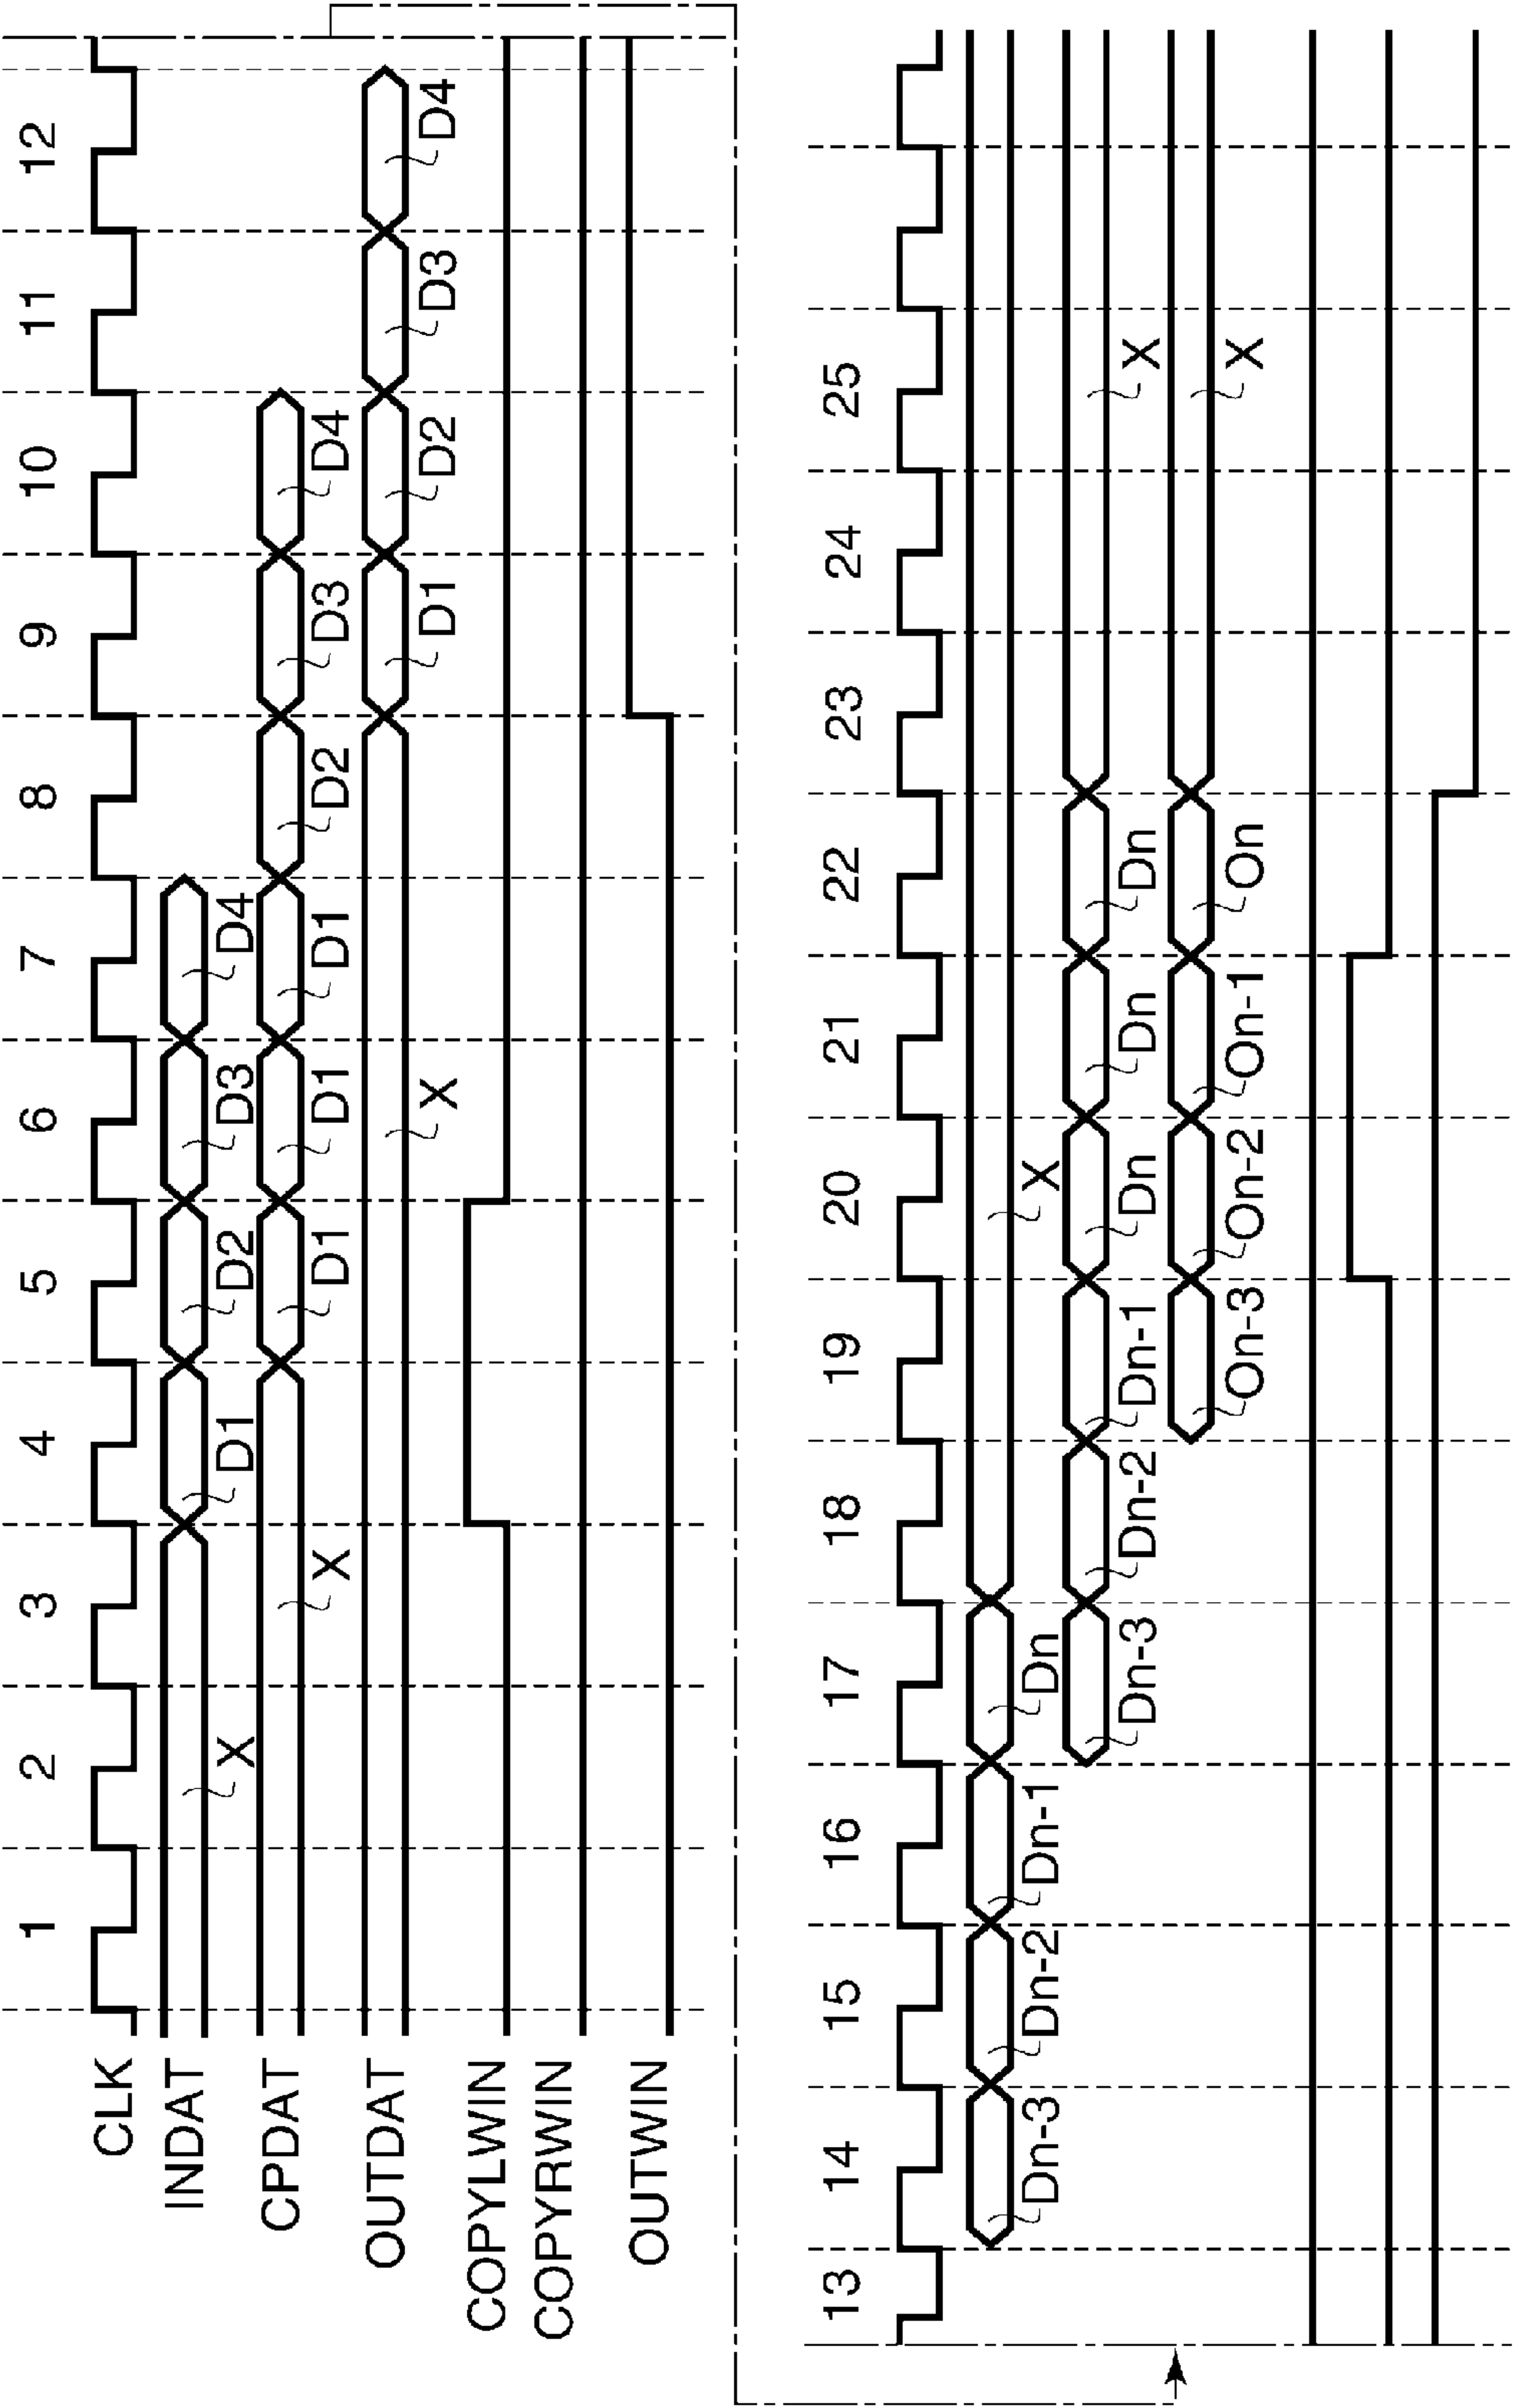 1 2 3 4 5 6 7 8 9 10 11 12
CLK
INDAT
X D1 D2 D3 D4
CPDAT
X D1 D1 D1 D2 D3 D4
OUTDAT
X D1 D2 D3 D4
COPYLWIN
COPYRWIN
OUTWIN
13 14 15 16 17 18 19 20 21 22 23 24 25
Dn-3 Dn-2 Dn-1 Dn X
Dn-3 Dn-2 Dn-1 Dn Dn Dn X
On-3 On-2 On-1 On X